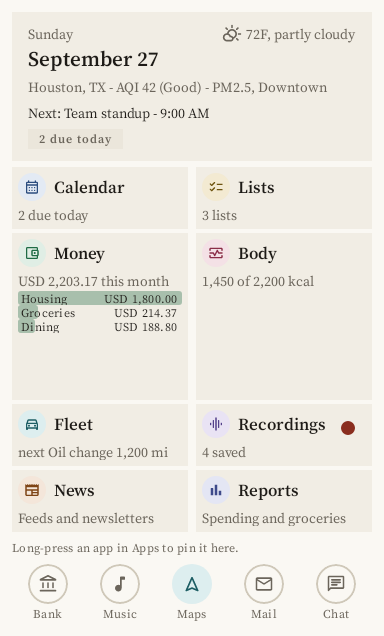 Sunday
72F, partly cloudy
September 27
Houston, TX - AQI 42 (Good) - PM2.5, Downtown
Next: Team standup - 9:00 AM
2 due today
Calendar
2 due today
Lists
3 lists
Money
USD 2,203.17 this month
Housing USD 1,800.00
Groceries USD 214.37
Dining USD 188.80
Body
1,450 of 2,200 kcal
Fleet
next Oil change 1,200 mi
Recordings
4 saved
News
Feeds and newsletters
Reports
Spending and groceries
Long-press an app in Apps to pin it here.
Bank Music Maps Mail Chat